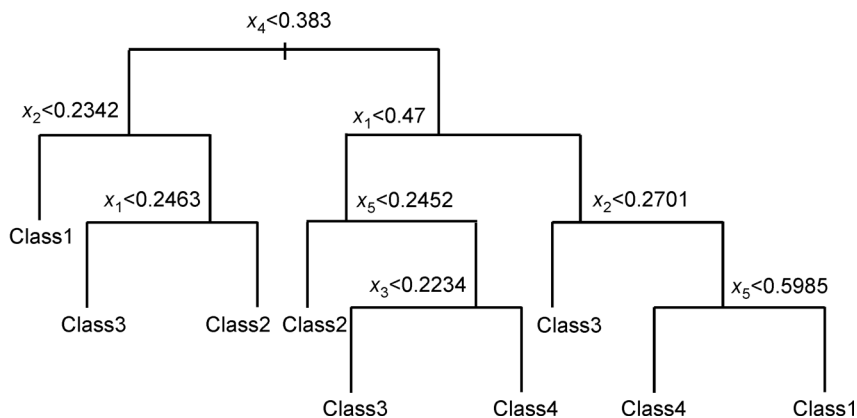 x₄<0.383
x₂<0.2342
x₁<0.47
x₁<0.2463
x₅<0.2452
x₂<0.2701
Class1
x₃<0.2234
x₅<0.5985
Class3
Class2
Class2
Class3
Class3
Class4
Class4
Class1